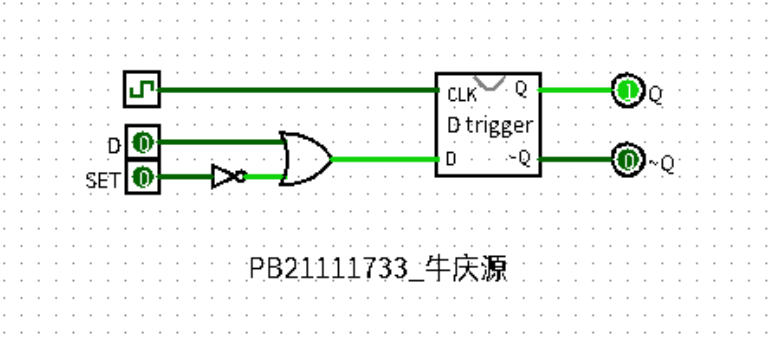 CLK Q 1 Q
D trigger
D 0
SET 0
D ~Q 0 ~Q
PB21111733_牛庆源